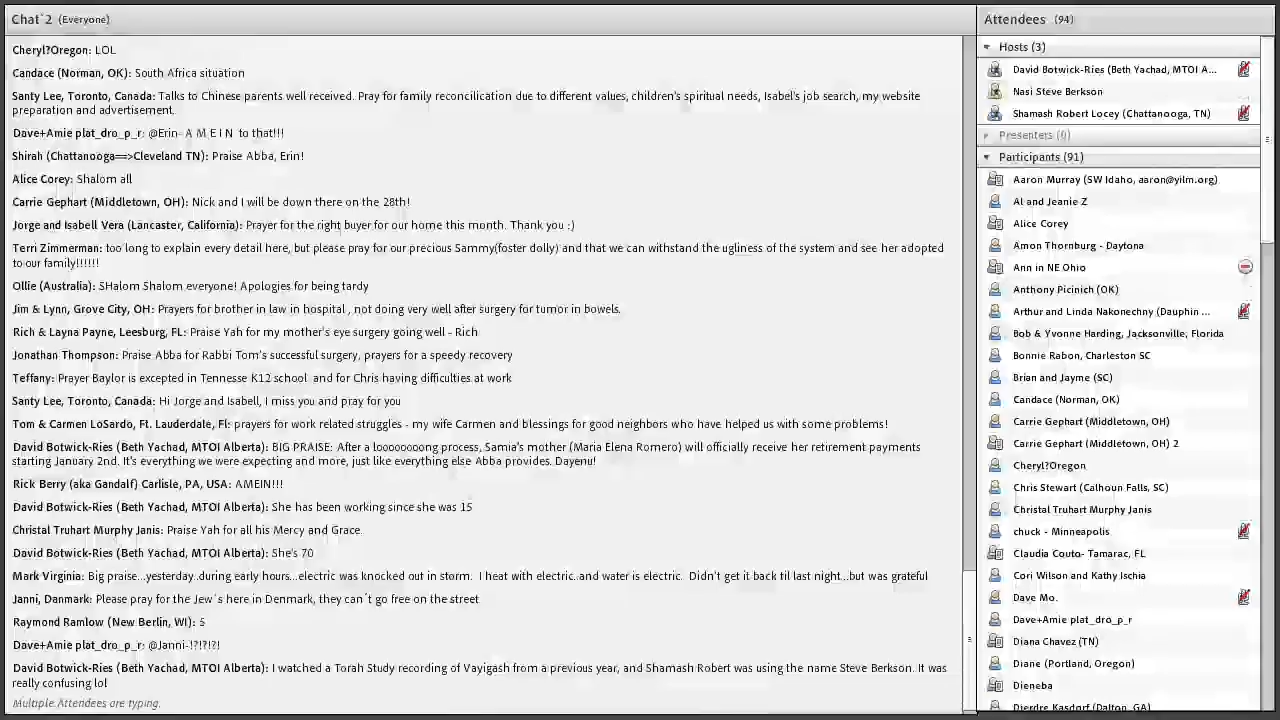 Chat 2 (Everyone)
Cheryl?Oregon: LOL
Candace (Norman, OK): South Africa situation
Santy Lee, Toronto, Canada: Talks to Chinese parents well received. Pray for family reconciliation due to different values, children's spiritual needs, Isabel's job search, my website
preparation and advertisement.
Dave+Amie plat_dro_p_r: @Erin- A M E I N to that!!!
Shirah (Chattanooga==>Cleveland TN): Praise Abba, Erin!
Alice Corey: Shalom all
Carrie Gephart (Middletown, OH): Nick and I will be down there on the 28th!
Jorge and Isabell Vera (Lancaster, California): Prayer for the right buyer for our home this month. Thank you :)
Terri Zimmerman: too long to explain every detail here, but please pray for our precious Sammy(foster dolly) and that we can withstand the ugliness of the system and see her adopted
to our family!!!!!!
Ollie (Australia): SHalom Shalom everyone! Apologies for being tardy
Jim & Lynn, Grove City, OH: Prayers for brother in law in hospital , not doing very well after surgery for tumor in bowels.
Rich & Layna Payne, Leesburg, FL: Praise Yah for my mother's eye surgery going well - Rich
Jonathan Thompson: Praise Abba for Rabbi Tom's successful surgery, prayers for a speedy recovery
Teffany: Prayer Baylor is excepted in Tennesse K12 school and for Chris having difficulties at work
Santy Lee, Toronto, Canada: Hi Jorge and Isabell, I miss you and pray for you
Tom & Carmen LoSardo, Ft. Lauderdale, Fl: prayers for work related struggles - my wife Carmen and blessings for good neighbors who have helped us with some problems!
David Botwick-Ries (Beth Yachad, MTOI Alberta): BIG PRAISE: After a looooooong process, Samia's mother (Maria Elena Romero) will officially receive her retirement payments
starting January 2nd. It's everything we were expecting and more, just like everything else Abba provides. Dayenu!
Rick Berry (aka Gandalf) Carlisle, PA, USA: AMEIN!!!
David Botwick-Ries (Beth Yachad, MTOI Alberta): She has been working since she was 15
Christal Truhart Murphy Janis: Praise Yah for all his Mercy and Grace.
David Botwick-Ries (Beth Yachad, MTOI Alberta): She's 70
Mark Virginia: Big praise...yesterday..during early hours...electric was knocked out in storm. I heat with electric..and water is electric. Didn't get it back til last night...but was grateful
Janni, Danmark: Please pray for the Jew´s here in Denmark, they can´t go free on the street
Raymond Ramlow (New Berlin, WI): 5
Dave+Amie plat_dro_p_r: @Janni-!?!?!?!
David Botwick-Ries (Beth Yachad, MTOI Alberta): I watched a Torah Study recording of Vayigash from a previous year, and Shamash Robert was using the name Steve Berkson. It was
really confusing lol
Multiple Attendees are typing.
Attendees (94)
Hosts (3)
David Botwick-Ries (Beth Yachad, MTOI A...
Nasi Steve Berkson
Shamash Robert Locey (Chattanooga, TN)
Presenters (0)
Participants (91)
Aaron Murray (SW Idaho, aaron@yilm.org)
Al and Jeanie Z
Alice Corey
Amon Thornburg - Daytona
Ann in NE Ohio
Anthony Picinich (OK)
Arthur and Linda Nakonechny (Dauphin ...
Bob & Yvonne Harding, Jacksonville, Florida
Bonnie Rabon, Charleston SC
Brian and Jayme (SC)
Candace (Norman, OK)
Carrie Gephart (Middletown, OH)
Carrie Gephart (Middletown, OH) 2
Cheryl?Oregon
Chris Stewart (Calhoun Falls, SC)
Christal Truhart Murphy Janis
chuck - Minneapolis
Claudia Couto- Tamarac, FL
Cori Wilson and Kathy Ischia
Dave Mo.
Dave+Amie plat_dro_p_r
Diana Chavez (TN)
Diane (Portland, Oregon)
Dieneba
Dierdre Kasdorf (Dalton, GA)